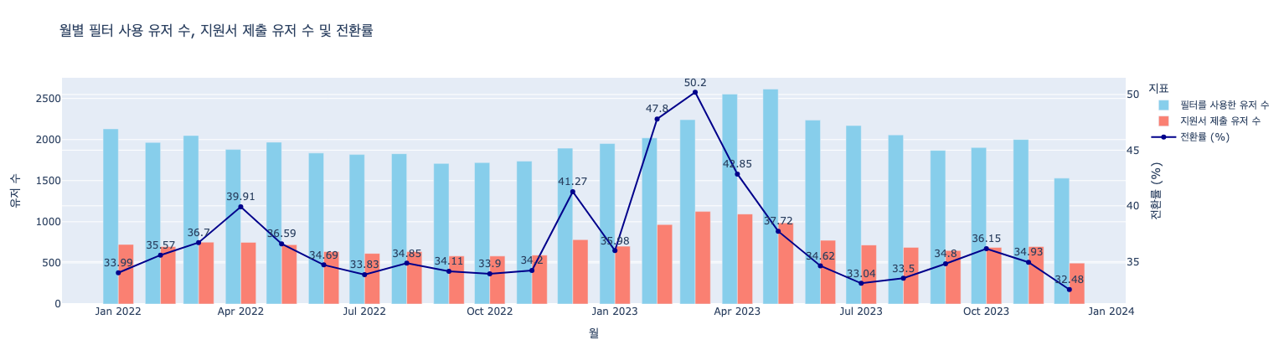 월별 필터 사용 유저 수, 지원서 제출 유저 수 및 전환률
50.2
지표
2500
50
필터를 사용한 유저 수
47.8
지원서 제출 유저 수
전환률 (%)
2000
45
유저 수
1500
42.85
전환률 (%)
41.27
39.91
40
1000
37.72
33.99
35.57
36.7
36.59
34.69
33.83
34.85
34.11
33.9
34.2
35.98
34.62
33.04
33.5
34.8
36.15
34.93
32.48
500
35
0
Jan 2022
Apr 2022
Jul 2022
Oct 2022
Jan 2023
Apr 2023
Jul 2023
Oct 2023
Jan 2024
월